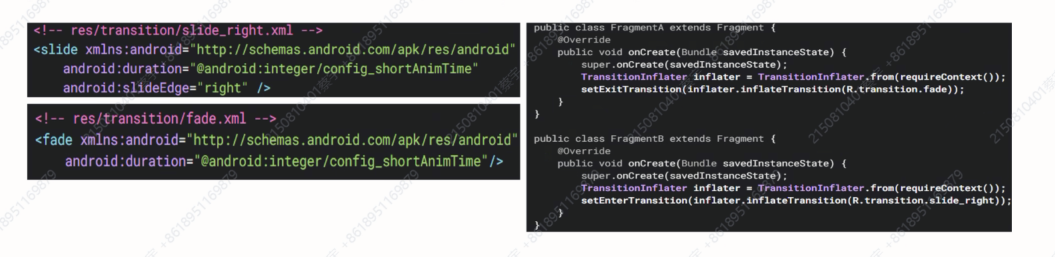 <!-- res/transition/slide_right.xml -->
<slide xmlns:android="http://schemas.android.com/apk/res/android"
    android:duration="@android:integer/config_shortAnimTime"
    android:slideEdge="right" />
<!-- res/transition/fade.xml -->
<fade xmlns:android="http://schemas.android.com/apk/res/android"
    android:duration="@android:integer/config_shortAnimTime"/>
public class FragmentA extends Fragment {
    @Override
    public void onCreate(Bundle savedInstanceState) {
        super.onCreate(savedInstanceState);
        TransitionInflater inflater = TransitionInflater.from(requireContext());
        setExitTransition(inflater.inflateTransition(R.transition.fade));
    }
}
public class FragmentB extends Fragment {
    @Override
    public void onCreate(Bundle savedInstanceState) {
        super.onCreate(savedInstanceState);
        TransitionInflater inflater = TransitionInflater.from(requireContext());
        setEnterTransition(inflater.inflateTransition(R.transition.slide_right));
    }
}